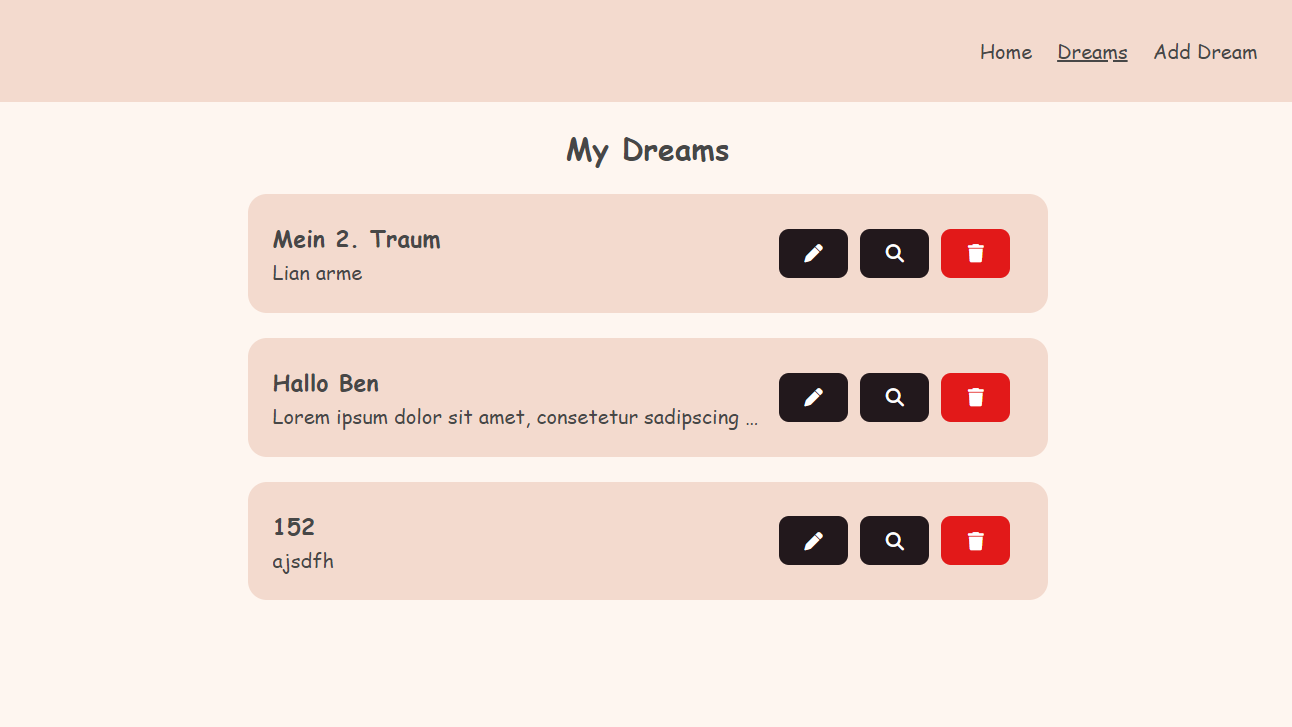 Home Dreams Add Dream
My Dreams
Mein 2. Traum
Lian arme
Hallo Ben
Lorem ipsum dolor sit amet, consetetur sadipscing ...
152
ajsdfh